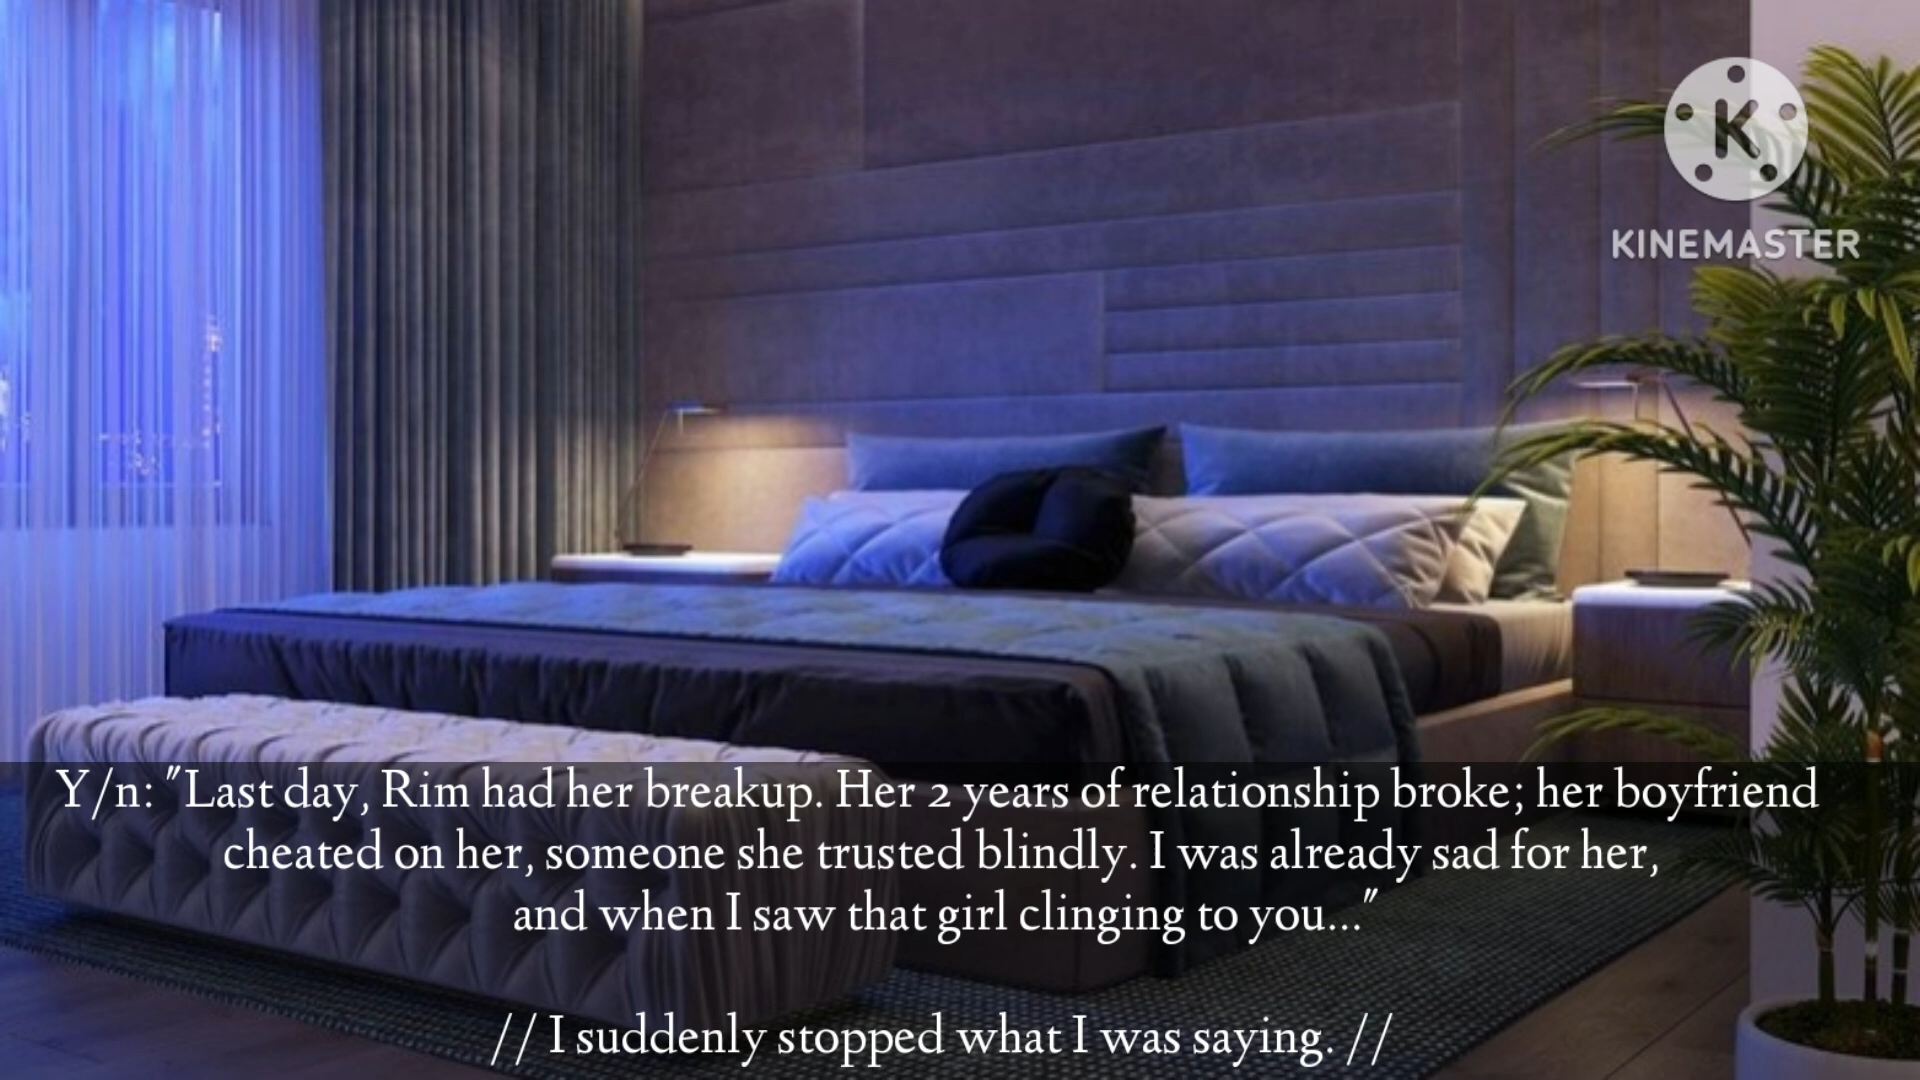 K
KINEMASTER
Y/n: "Last day, Rim had her breakup. Her 2 years of relationship broke; her boyfriend
cheated on her, someone she trusted blindly. I was already sad for her,
and when I saw that girl clinging to you..."
// I suddenly stopped what I was saying. //